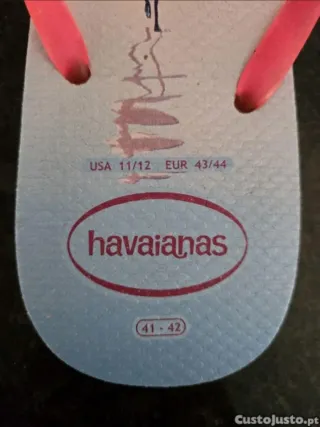 USA 11/12 EUR 43/44
havaianas
41 - 42
CustoJusto.pt